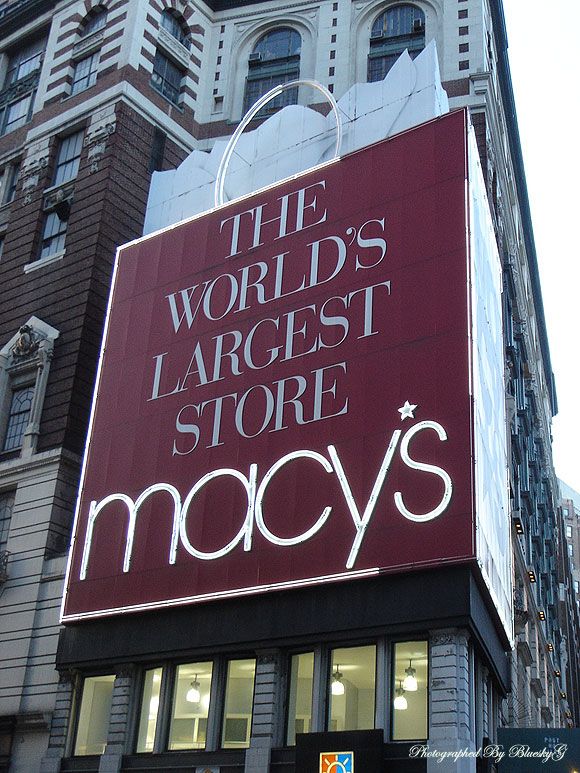 THE
WORLD'S
LARGEST
STORE
macy's
Photographed By BlueskyG